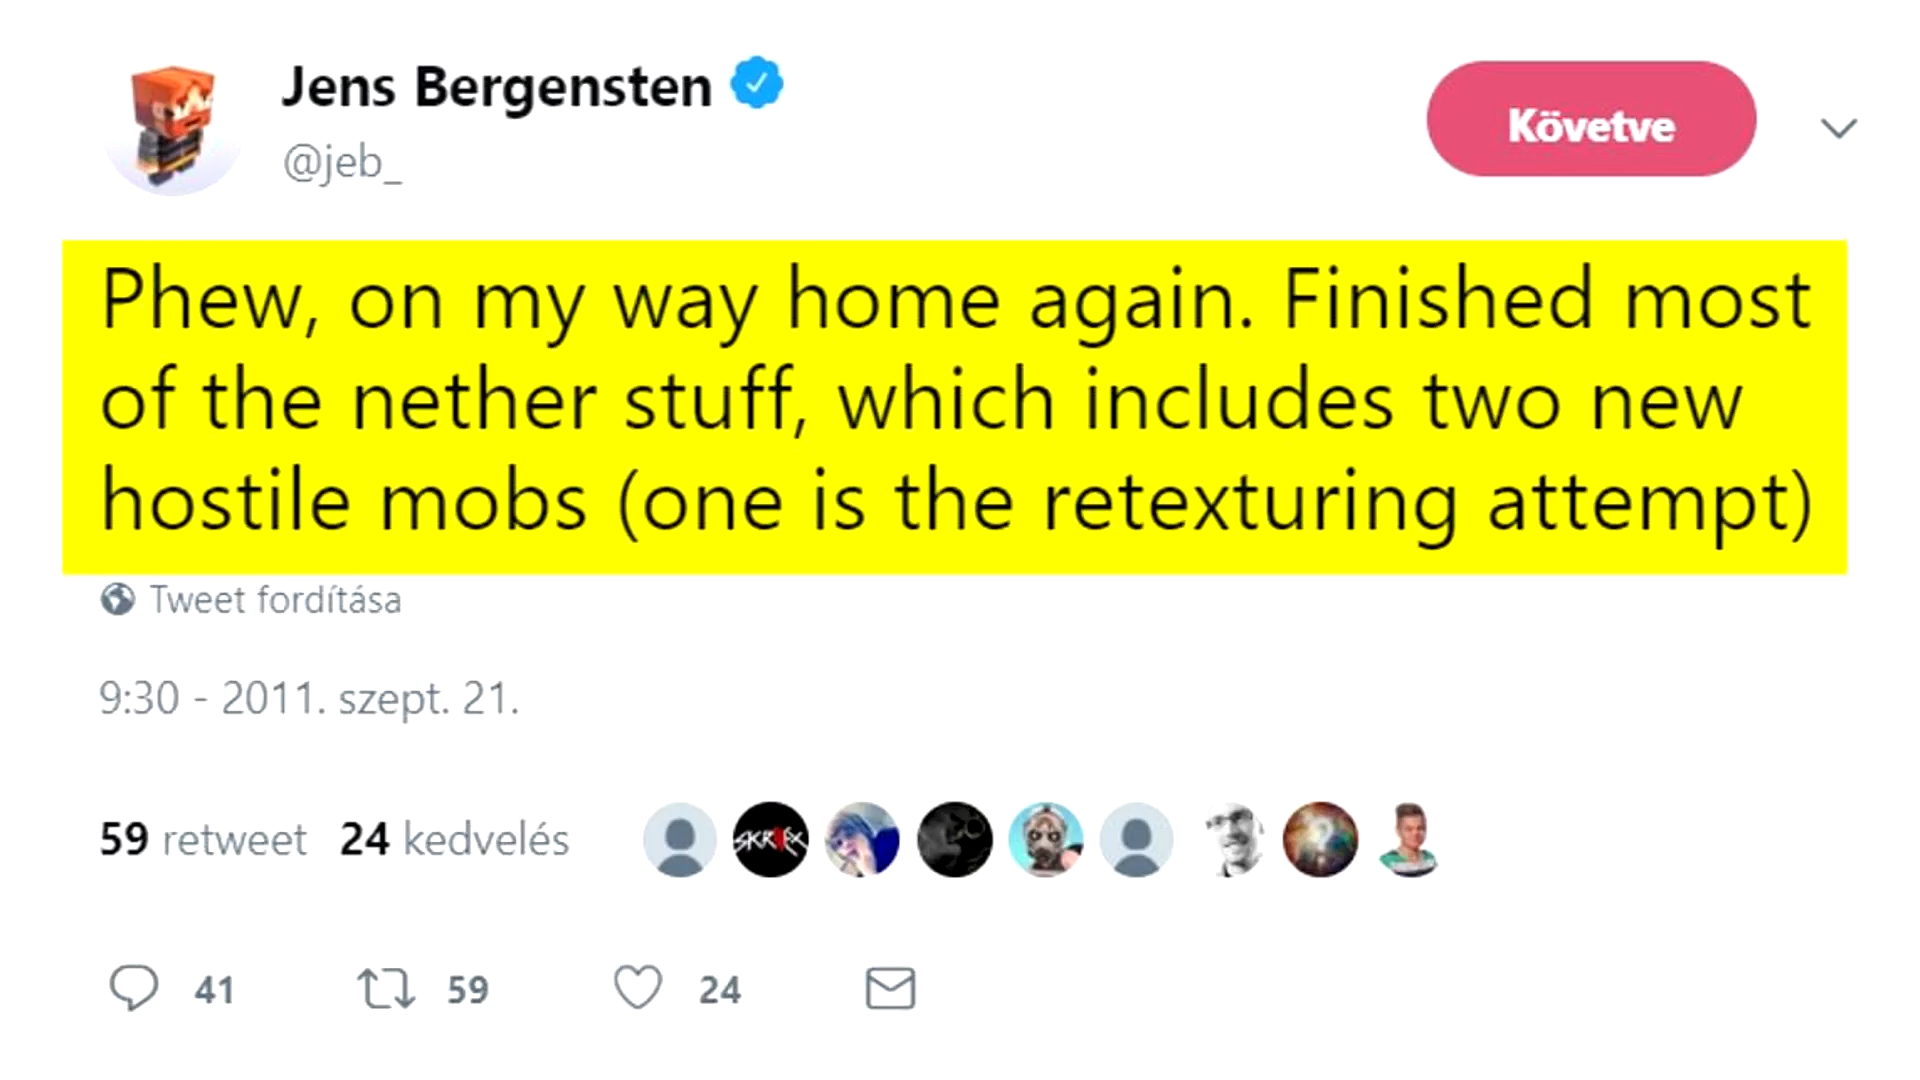 Jens Bergensten
@jeb_
Követve
Phew, on my way home again. Finished most
of the nether stuff, which includes two new
hostile mobs (one is the retexturing attempt)
Tweet fordítása
9:30 - 2011. szept. 21.
59 retweet 24 kedvelés
SKRILLEX
41 59 24